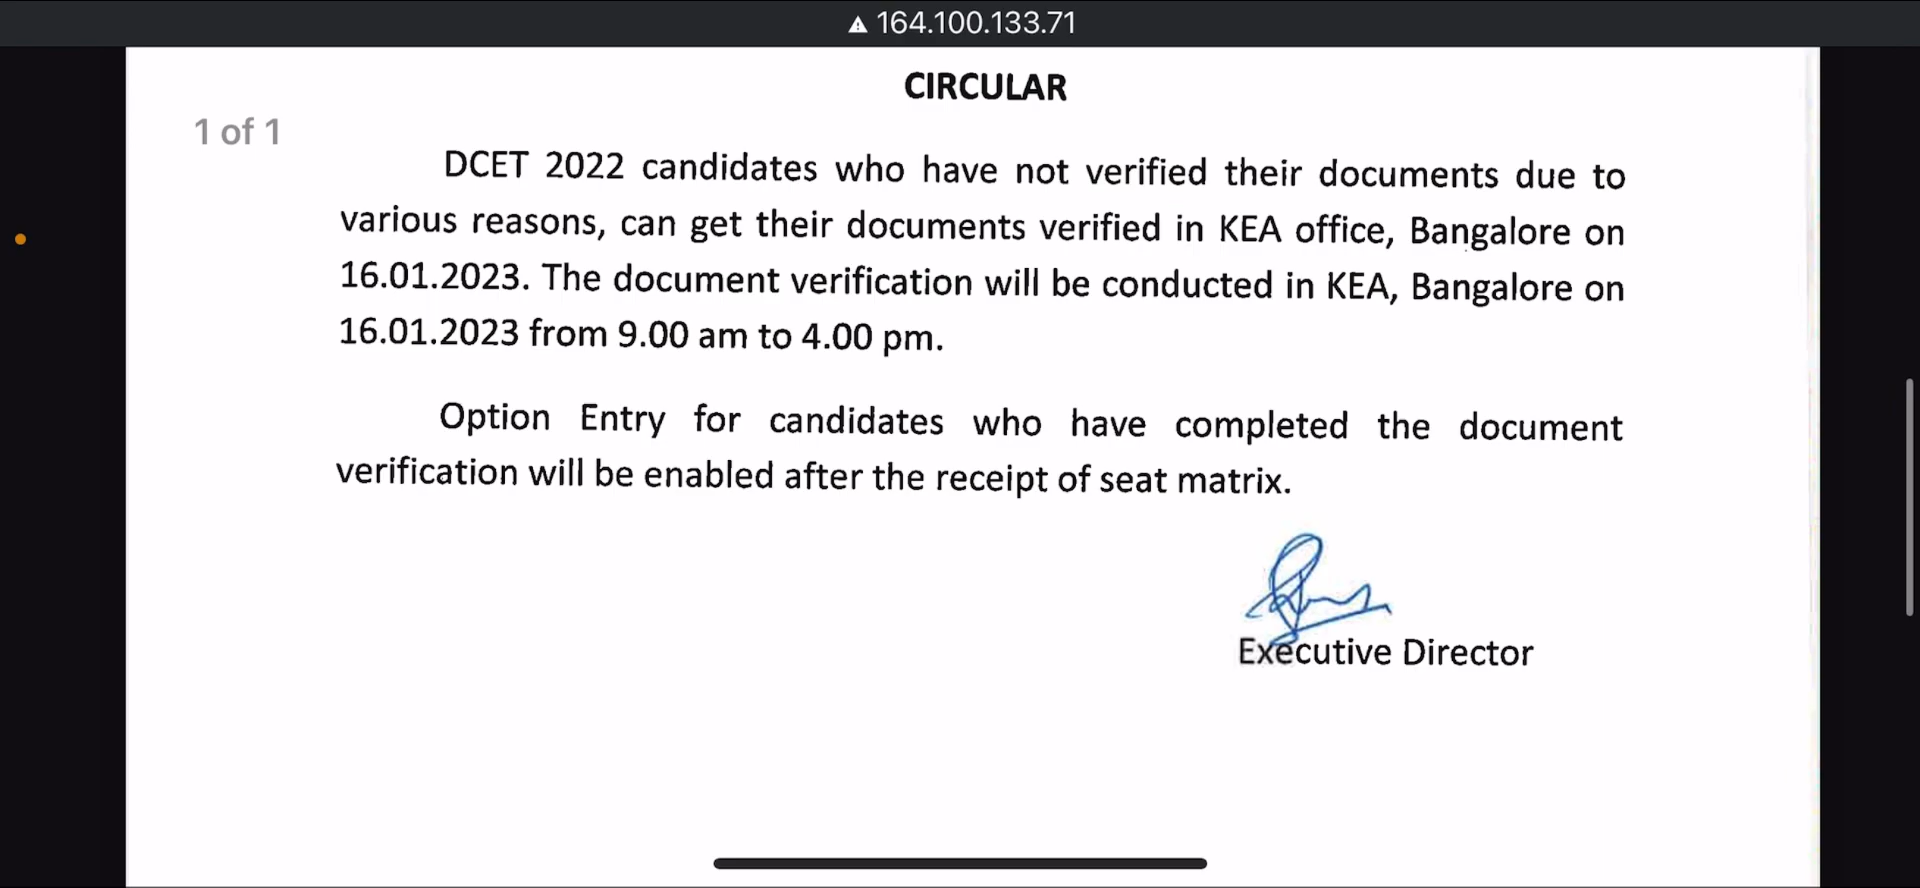 164.100.133.71
CIRCULAR
1 of 1
DCET 2022 candidates who have not verified their documents due to
various reasons, can get their documents verified in KEA office, Bangalore on
16.01.2023. The document verification will be conducted in KEA, Bangalore on
16.01.2023 from 9.00 am to 4.00 pm.
Option Entry for candidates who have completed the document
verification will be enabled after the receipt of seat matrix.
Executive Director